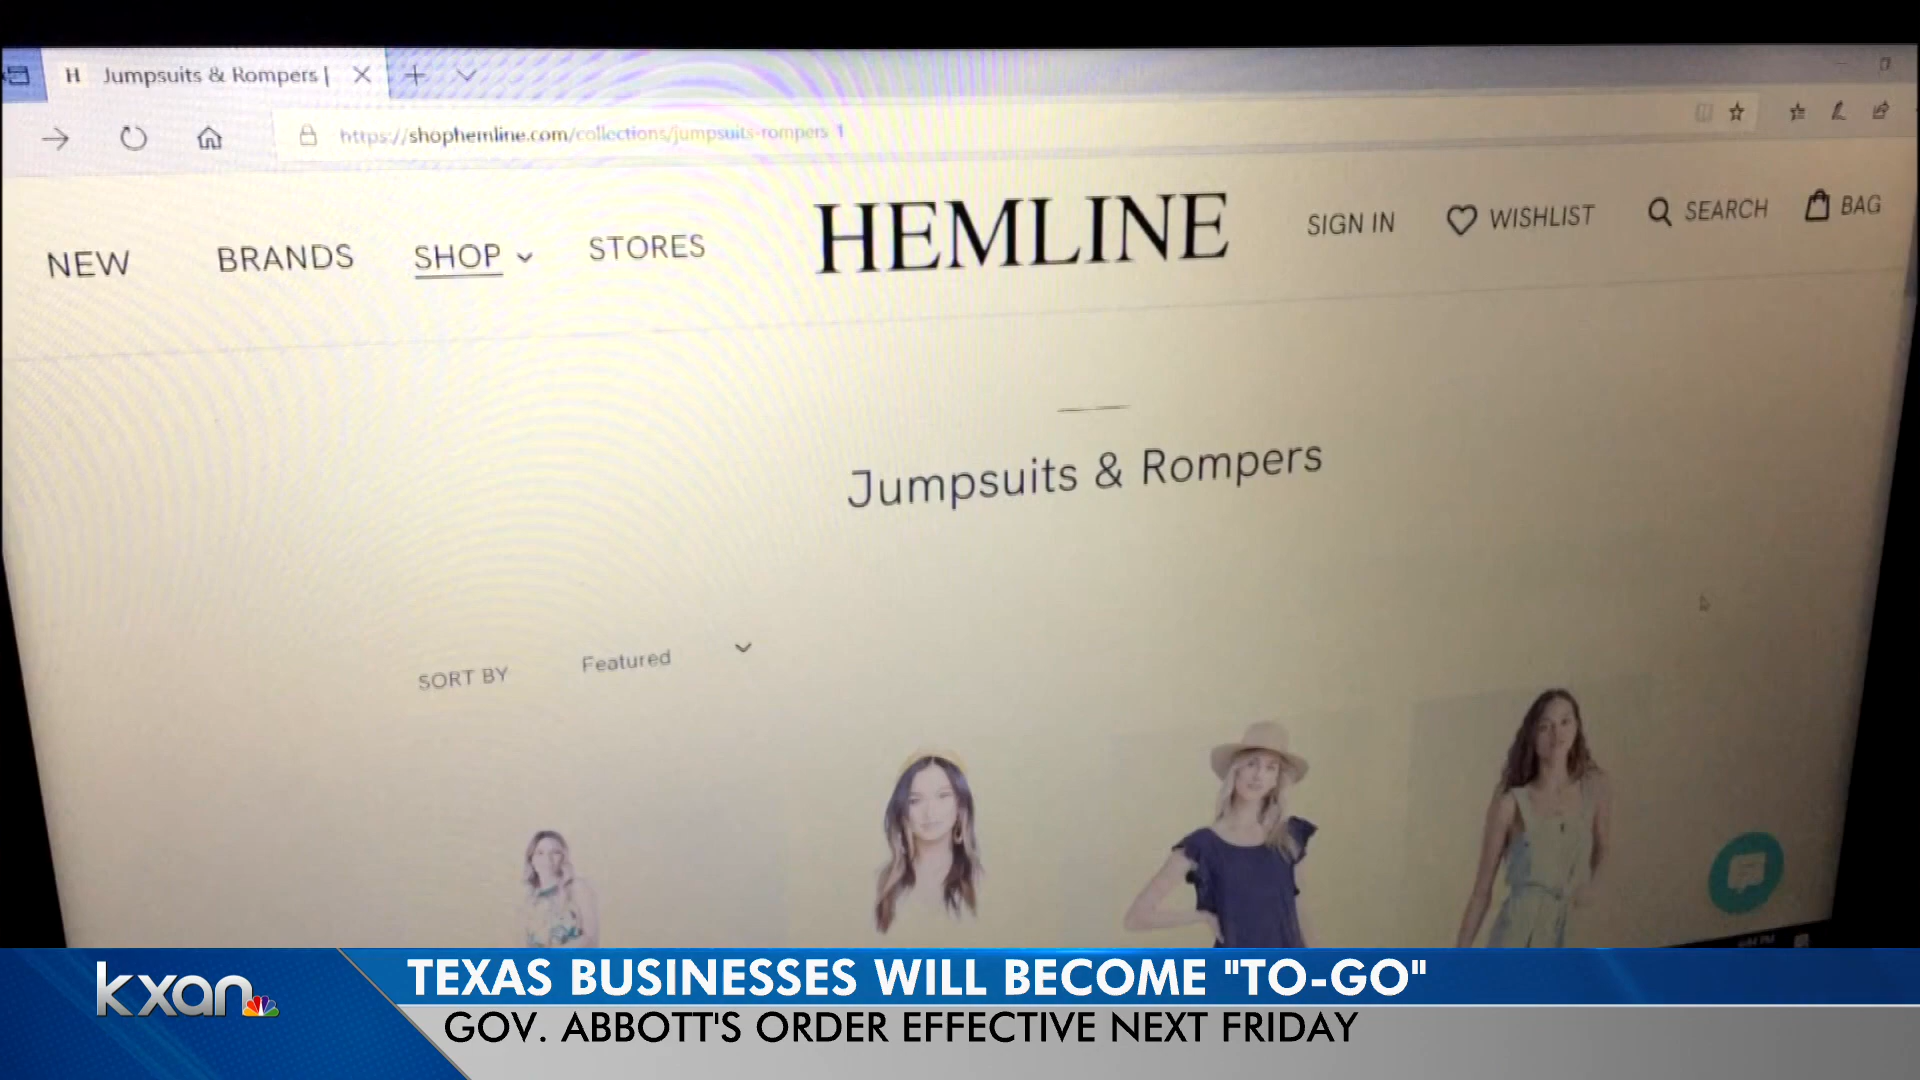 H Jumpsuits & Rompers |
https://shophemline.com/collections/jumpsuits-rompers-1
NEW BRANDS SHOP STORES HEMLINE SIGN IN WISHLIST SEARCH BAG
Jumpsuits & Rompers
SORT BY Featured
kxan
TEXAS BUSINESSES WILL BECOME "TO-GO"
GOV. ABBOTT'S ORDER EFFECTIVE NEXT FRIDAY